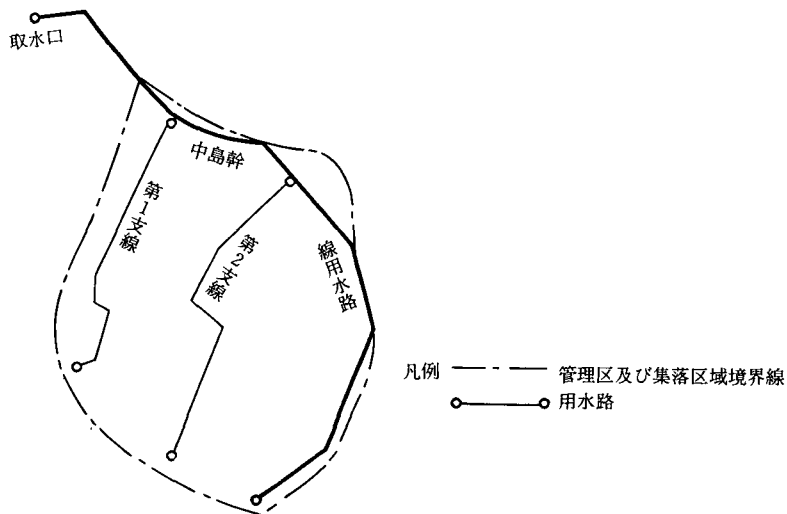 取水口
中島幹
線用水路
第1支線
第2支線
凡例 管理区及び集落区域境界線
用水路